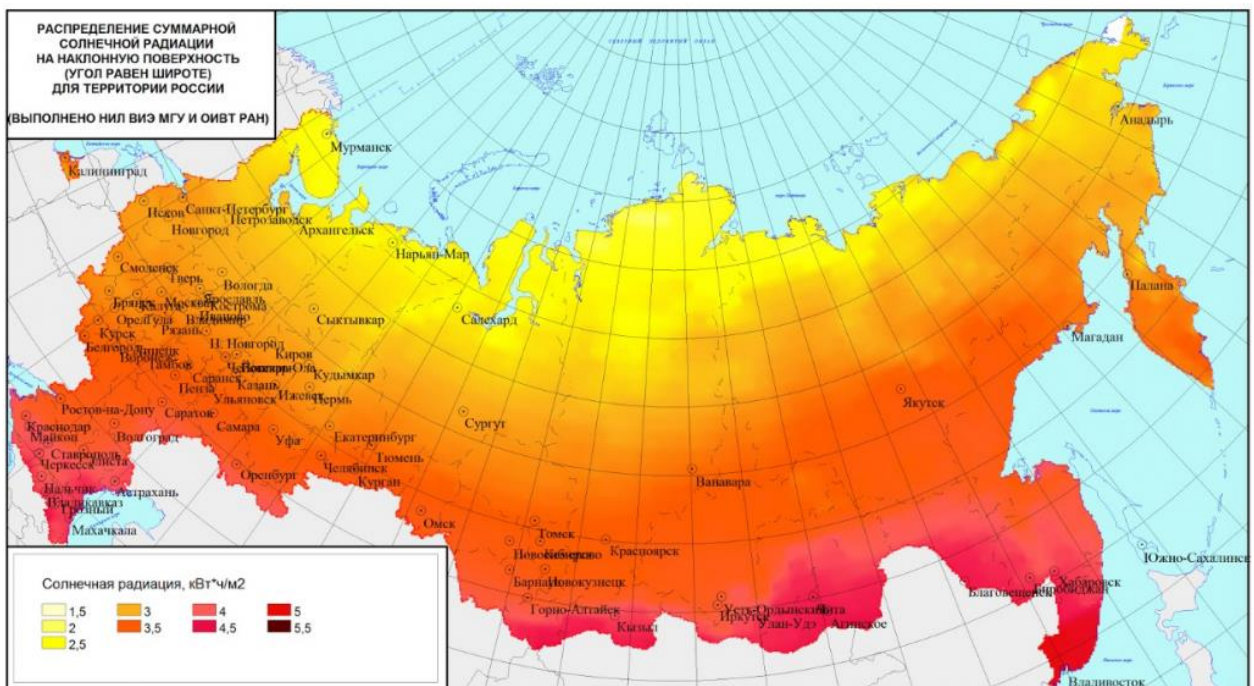 РАСПРЕДЕЛЕНИЕ СУММАРНОЙ
СОЛНЕЧНОЙ РАДИАЦИИ
НА НАКЛОННУЮ ПОВЕРХНОСТЬ
(УГОЛ РАВЕН ШИРОТЕ)
ДЛЯ ТЕРРИТОРИИ РОССИИ
(ВЫПОЛНЕНО НИЛ ВИЭ МГУ И ОИВТ РАН)
СЕВЕРНЫЙ ЛЕДОВИТЫЙ ОКЕАН
Анадырь
Мурманск
Калининград
Псков
Санкт-Петербург
Петрозаводск
Новгород
Архангельск
Нарьян-Мар
Смоленск
Тверь
Вологда
Палана
Брянск
Калуга
Москва
Ярославль
Кострома
Иваново
Салехард
Сыктывкар
Орел
Тула
Владимир
Магадан
Курск
Рязань
Белгород
Липецк
Н. Новгород
Киров
Воронеж
Тамбов
Йошкар-Ола
Кудымкар
Саранск
Казань
Якутск
Пенза
Ульяновск
Ижевск
Пермь
Ростов-на-Дону
Саратов
Сургут
Краснодар
Самара
Майкоп
Волгоград
Уфа
Екатеринбург
Ставрополь
Элиста
Тюмень
Черкесск
Оренбург
Челябинск
Ванавара
Курган
Нальчик
Астрахань
Владикавказ
Грозный
Омск
Махачкала
Томск
Новосибирск
Кемерово
Красноярск
Южно-Сахалинск
Барнаул
Новокузнецк
Хабаровск
Биробиджан
Благовещенск
Горно-Алтайск
Усть-Ордынский
Чита
Кызыл
Иркутск
Улан-Удэ
Агинское
Владивосток
Солнечная радиация, кВт*ч/м2
1,5 3 4 5
2 3,5 4,5 5,5
2,5